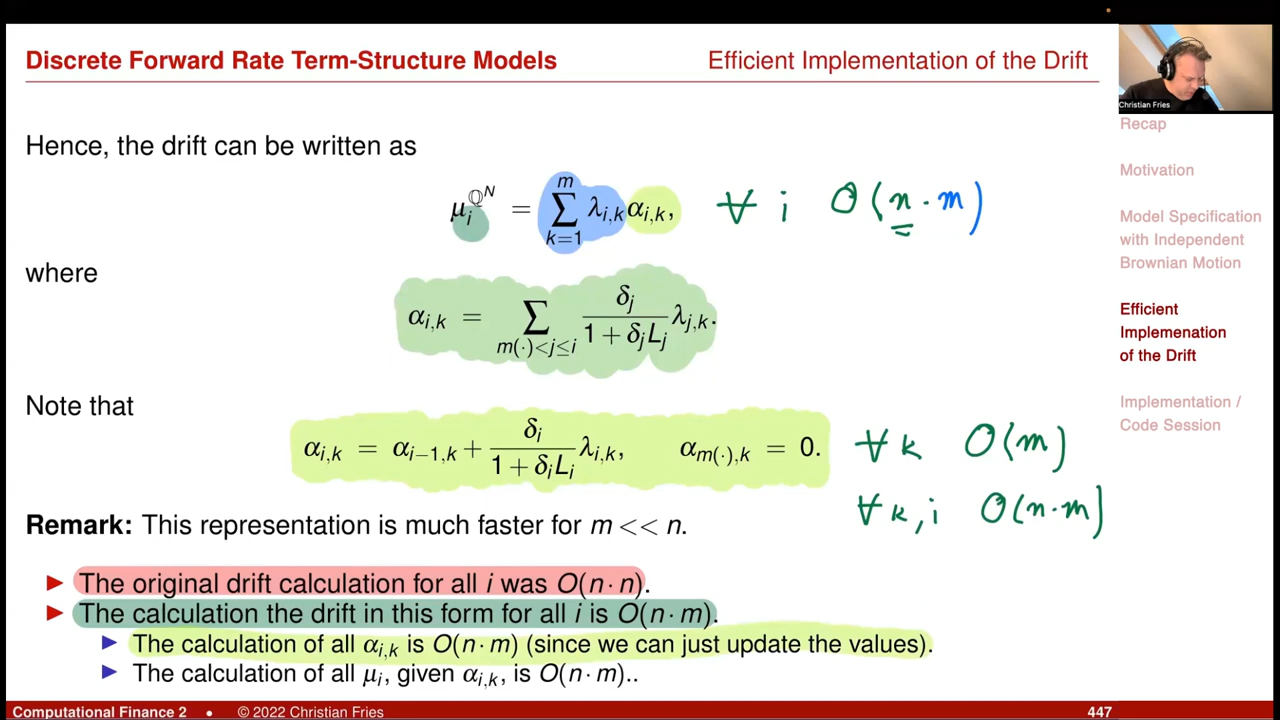 Discrete Forward Rate Term-Structure Models
Efficient Implementation of the Drift
Christian Fries
Recap
Motivation
Model Specification
with Independent
Brownian Motion
Efficient
Implemenation
of the Drift
Implementation /
Code Session
Hence, the drift can be written as
μ_i^{ℚ^N} = ∑_{k=1}^{m} λ_{i,k} α_{i,k},   ∀ i   O(n · m)
where
α_{i,k} = ∑_{m(·)<j≤i} δ_j / (1 + δ_j L_j) λ_{j,k}.
Note that
α_{i,k} = α_{i−1,k} + δ_i / (1 + δ_i L_i) λ_{i,k},   α_{m(·),k} = 0.   ∀ k   O(m)
∀ k, i   O(n·m)
Remark: This representation is much faster for m << n.
► The original drift calculation for all i was O(n · n).
► The calculation the drift in this form for all i is O(n · m).
► The calculation of all α_{i,k} is O(n · m) (since we can just update the values).
► The calculation of all μ_i, given α_{i,k}, is O(n · m)..
Computational Finance 2 • © 2022 Christian Fries 447